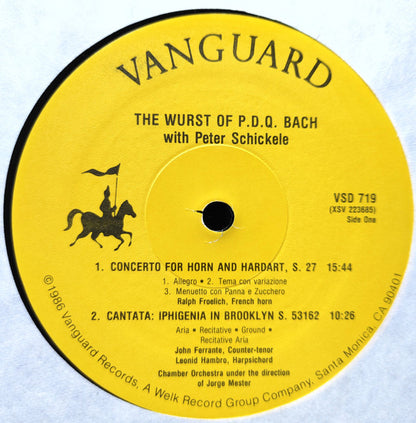 VANGUARD
THE WURST OF P.D.Q. BACH
with Peter Schickele
VSD 719
(XSV 223665)
Side One
1. CONCERTO FOR HORN AND HARDART, S. 27 15:44
1. Allegro • 2. Tema con variazione
3. Menuetto con Panna e Zucchero
Ralph Froelich, French horn
2. CANTATA: IPHIGENIA IN BROOKLYN S. 53162 10:26
Aria • Recitative • Ground •
Recitative Aria
John Ferrante, Counter-tenor
Leonid Hambro, Harpsichord
Chamber Orchestra under the direction
of Jorge Mester
©1986 Vanguard Records, A Welk Record Group Company, Santa Monica, CA 90401